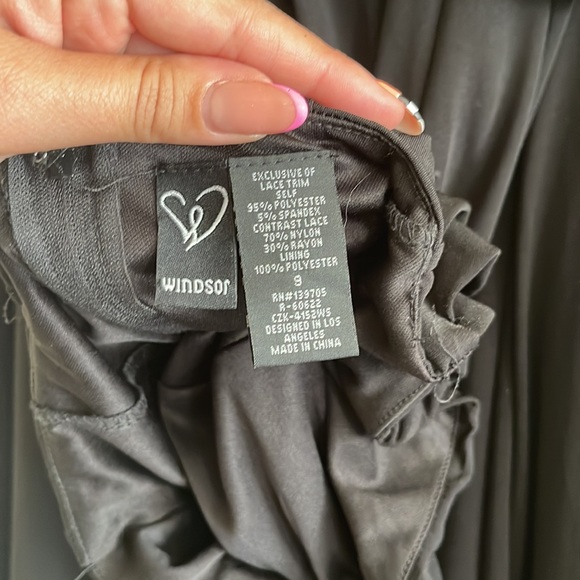 WINDSOR
EXCLUSIVE OF
LACE TRIM
SELF
95% POLYESTER
5% SPANDEX
CONTRAST LACE
70% NYLON
30% RAYON
LINING
100% POLYESTER
9
RN#139705
R-60622
CZK-4152WS
DESIGNED IN LOS
ANGELES
MADE IN CHINA